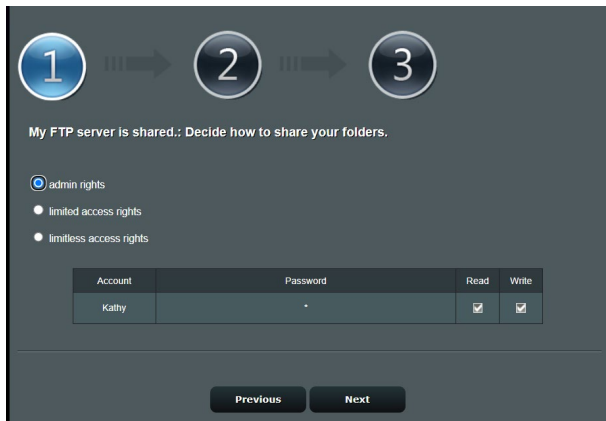 1 2 3
My FTP server is shared.: Decide how to share your folders.
admin rights
limited access rights
limitless access rights
Account Password Read Write
Kathy *
Previous Next